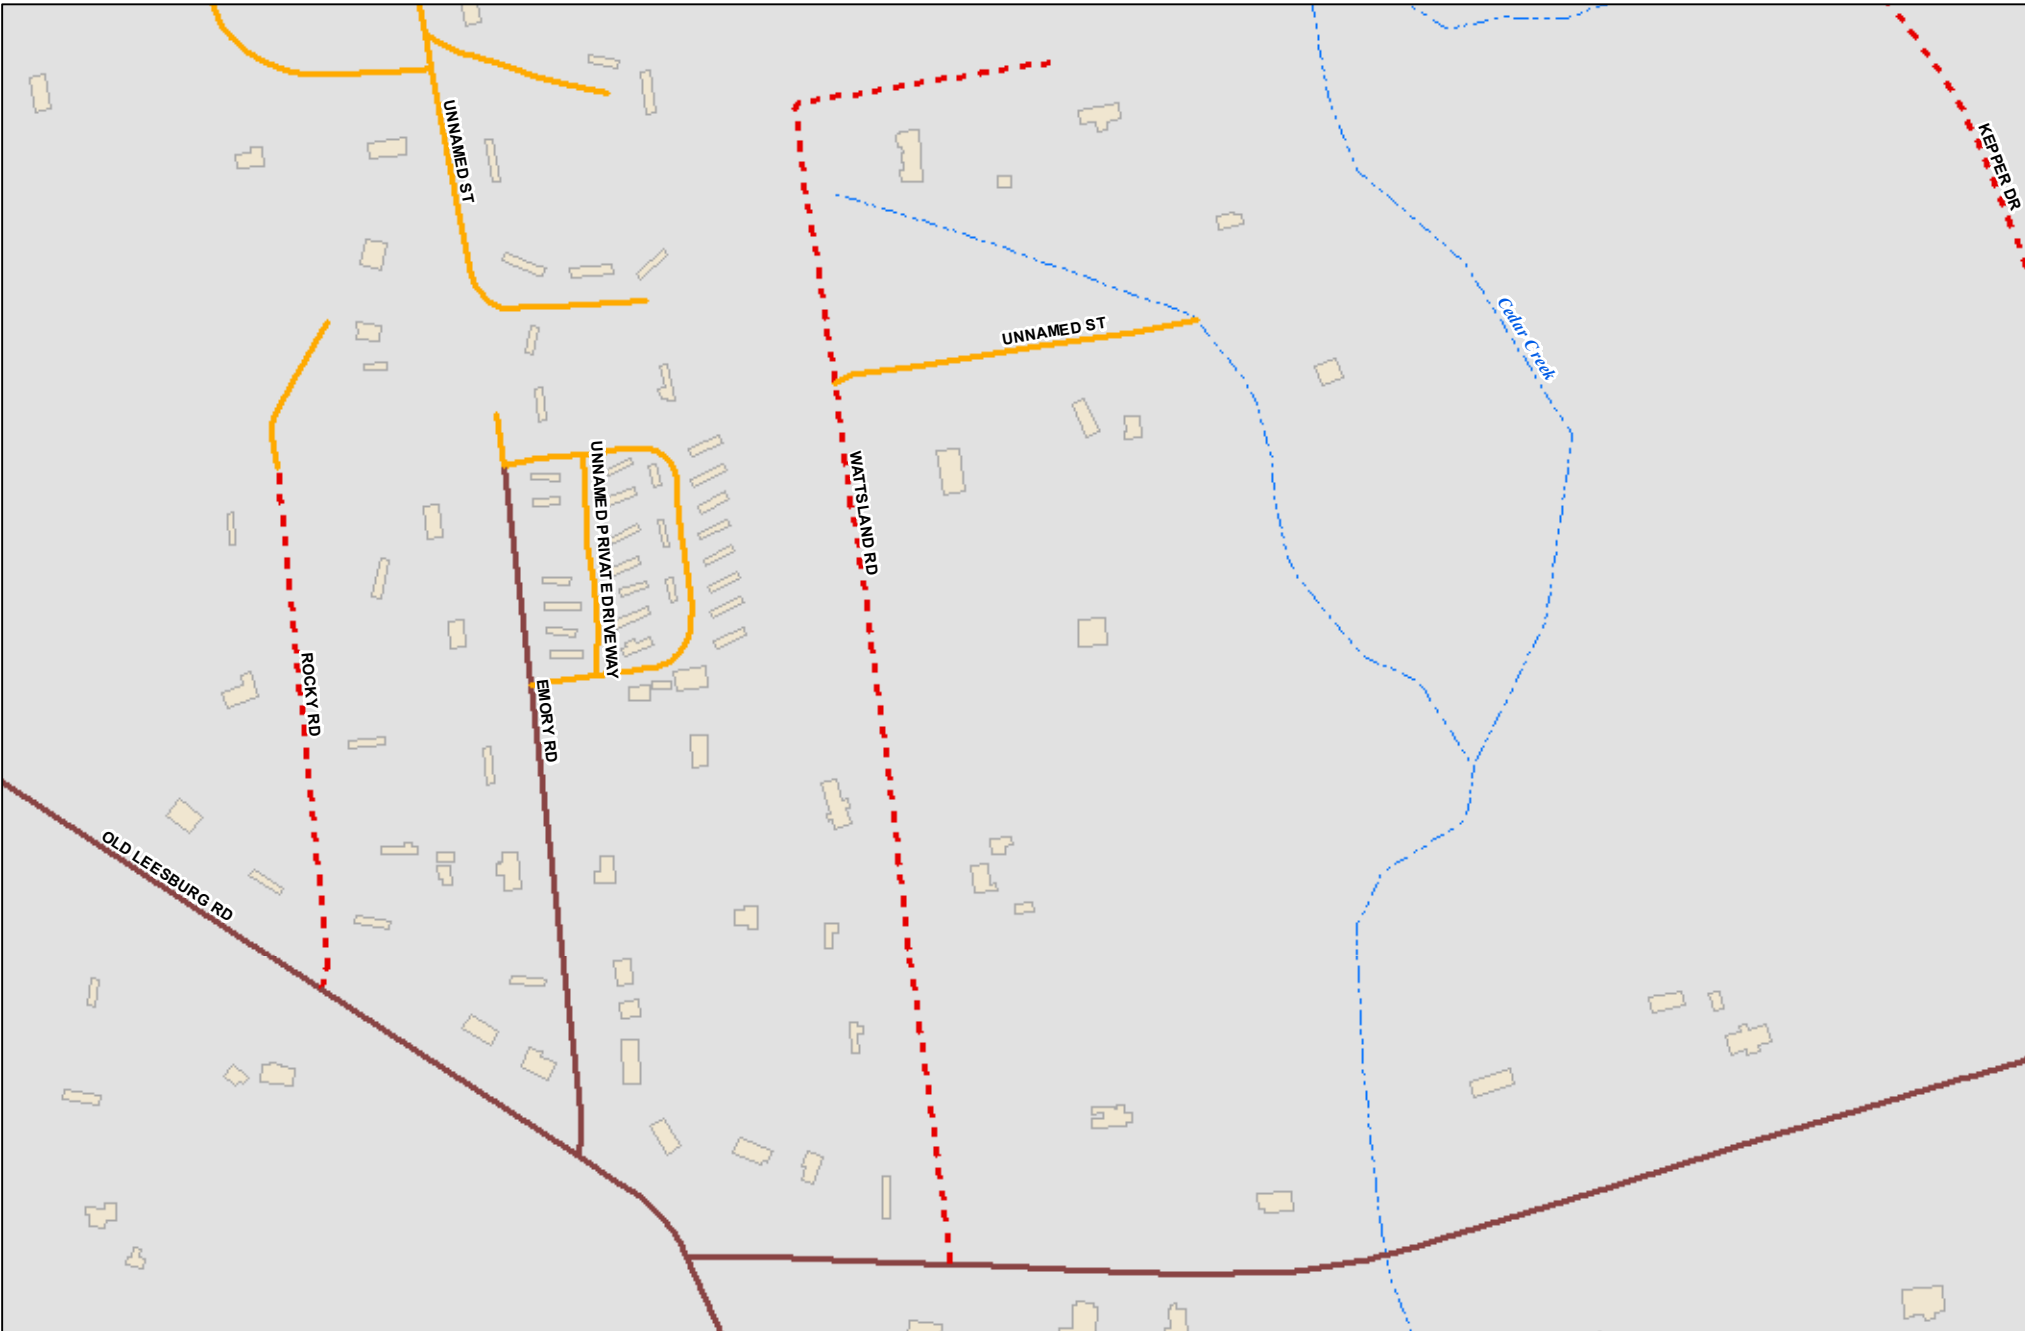 UNNAMED ST
KEPPER DR
UNNAMED ST
Cedar Creek
UNNAMED PRIVATE DRIVEWAY
WATTSLAND RD
ROCKY RD
EMORY RD
OLD LEESBURG RD